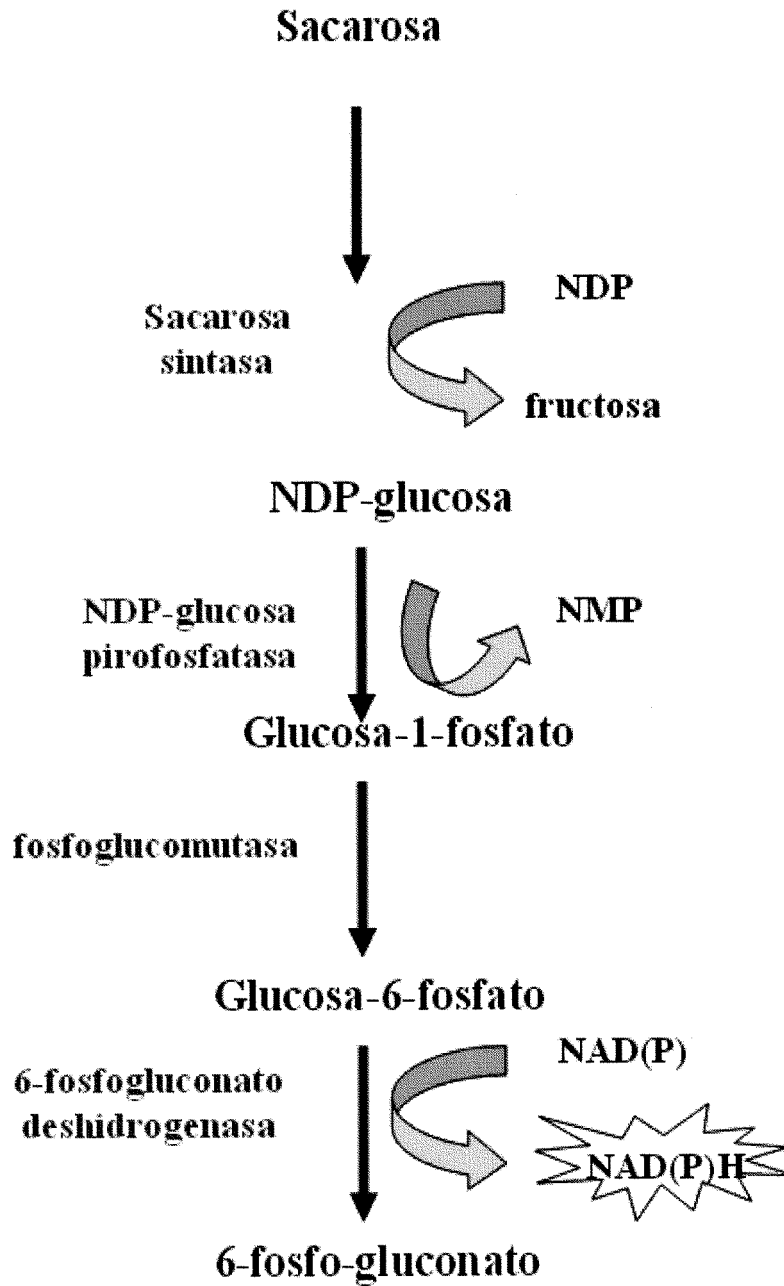 Sacarosa
NDP
Sacarosa
sintasa
fructosa
NDP-glucosa
NDP-glucosa
pirofosfatasa
NMP
Glucosa-1-fosfato
fosfoglucomutasa
Glucosa-6-fosfato
NAD(P)
6-fosfogluconato
deshidrogenasa
NAD(P)H
6-fosfo-gluconato